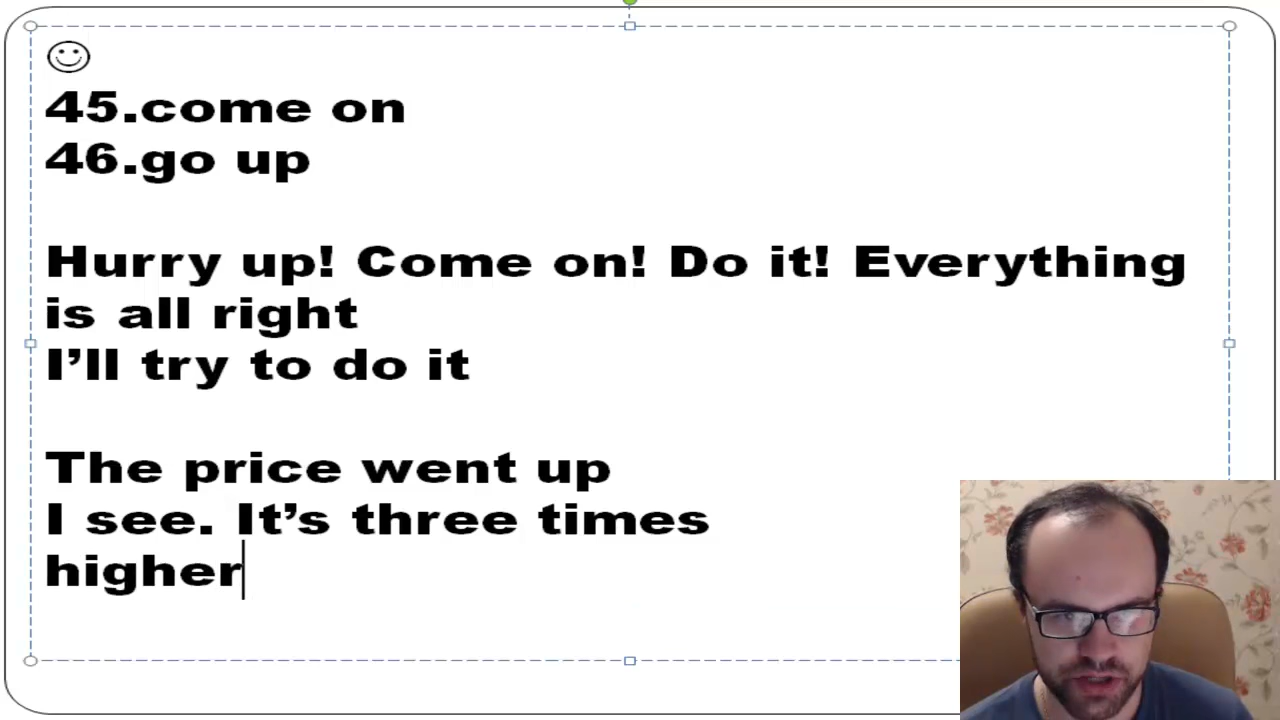 45.come on
46.go up
Hurry up! Come on! Do it! Everything
is all right
I’ll try to do it
The price went up
I see. It’s three times
higher